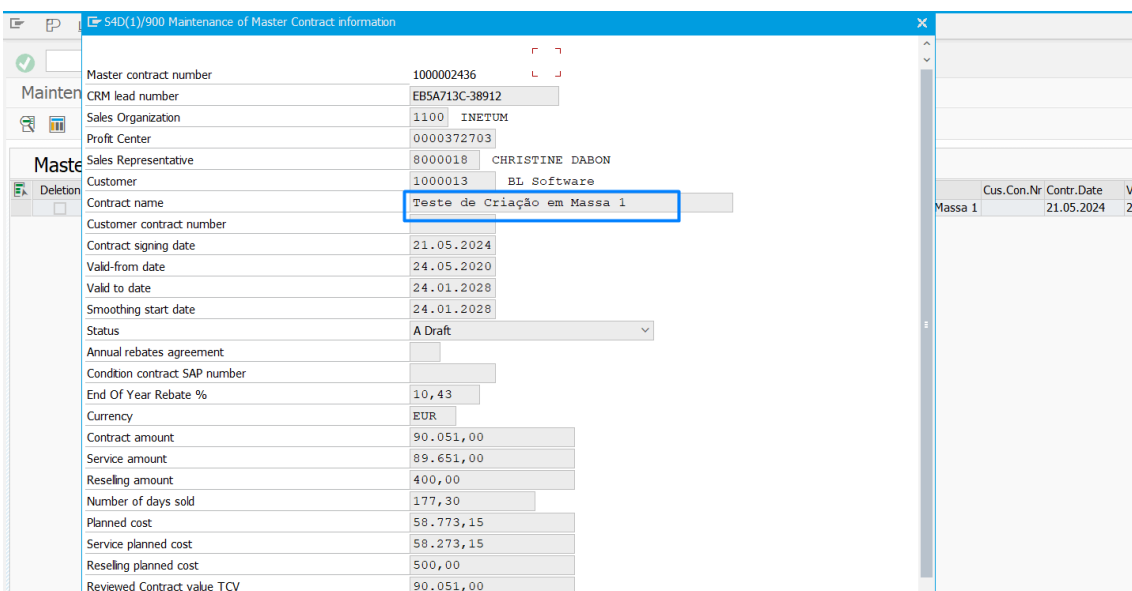 S4D(1)/900 Maintenance of Master Contract information
Master contract number 1000002436
Mainten
CRM lead number EB5A713C-38912
Sales Organization 1100 INETUM
Profit Center 0000372703
Maste
Sales Representative 8000018 CHRISTINE DABON
Deletion
Customer 1000013 BL Software
Cus.Con.Nr Contr.Date V
Contract name Teste de Criação em Massa 1
Massa 1 21.05.2024 2
Customer contract number
Contract signing date 21.05.2024
Valid-from date 24.05.2020
Valid to date 24.01.2028
Smoothing start date 24.01.2028
Status A Draft
Annual rebates agreement
Condition contract SAP number
End Of Year Rebate % 10,43
Currency EUR
Contract amount 90.051,00
Service amount 89.651,00
Reselling amount 400,00
Number of days sold 177,30
Planned cost 58.773,15
Service planned cost 58.273,15
Reselling planned cost 500,00
Reviewed Contract value TCV 90.051,00